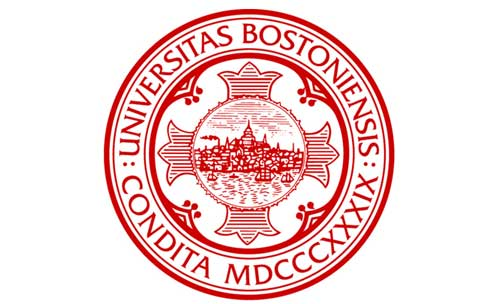 UNIVERSITAS BOSTONIENSIS:
CONDITA MDCCCXXXIX: